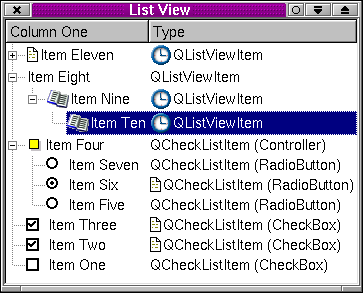 List View
Column One Type
Item Eleven QListViewItem
Item Eight QListViewItem
Item Nine QListViewItem
Item Ten QListViewItem
Item Four QCheckListItem (Controller)
Item Seven QCheckListItem (RadioButton)
Item Six QCheckListItem (RadioButton)
Item Five QCheckListItem (RadioButton)
Item Three QCheckListItem (CheckBox)
Item Two QCheckListItem (CheckBox)
Item One QCheckListItem (CheckBox)